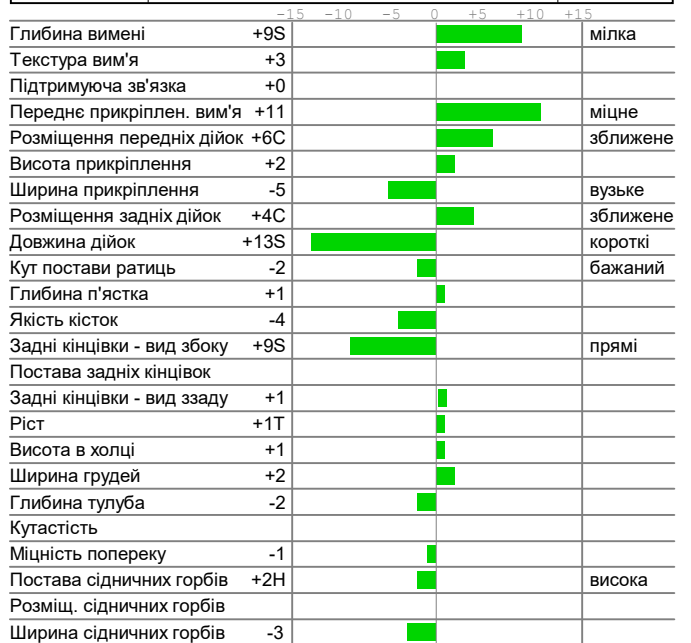 -15 -10 -5 0 +5 +10 +15
Глибина вимені +9S мілка
Текстура вим'я +3
Підтримуюча зв'язка +0
Переднє прикріплен. вим'я +11 міцне
Розміщення передніх дійок +6C зближене
Висота прикріплення +2
Ширина прикріплення -5 вузьке
Розміщення задніх дійок +4C зближене
Довжина дійок +13S короткі
Кут постави ратиць -2 бажаний
Глибина п'ястка +1
Якість кісток -4
Задні кінцівки - вид збоку +9S прямі
Постава задніх кінцівок
Задні кінцівки - вид ззаду +1
Ріст +1T
Висота в холці +1
Ширина грудей +2
Глибина тулуба -2
Кутастість
Міцність попереку -1
Постава сідничних горбів +2H висока
Розміщ. сідничних горбів
Ширина сідничних горбів -3